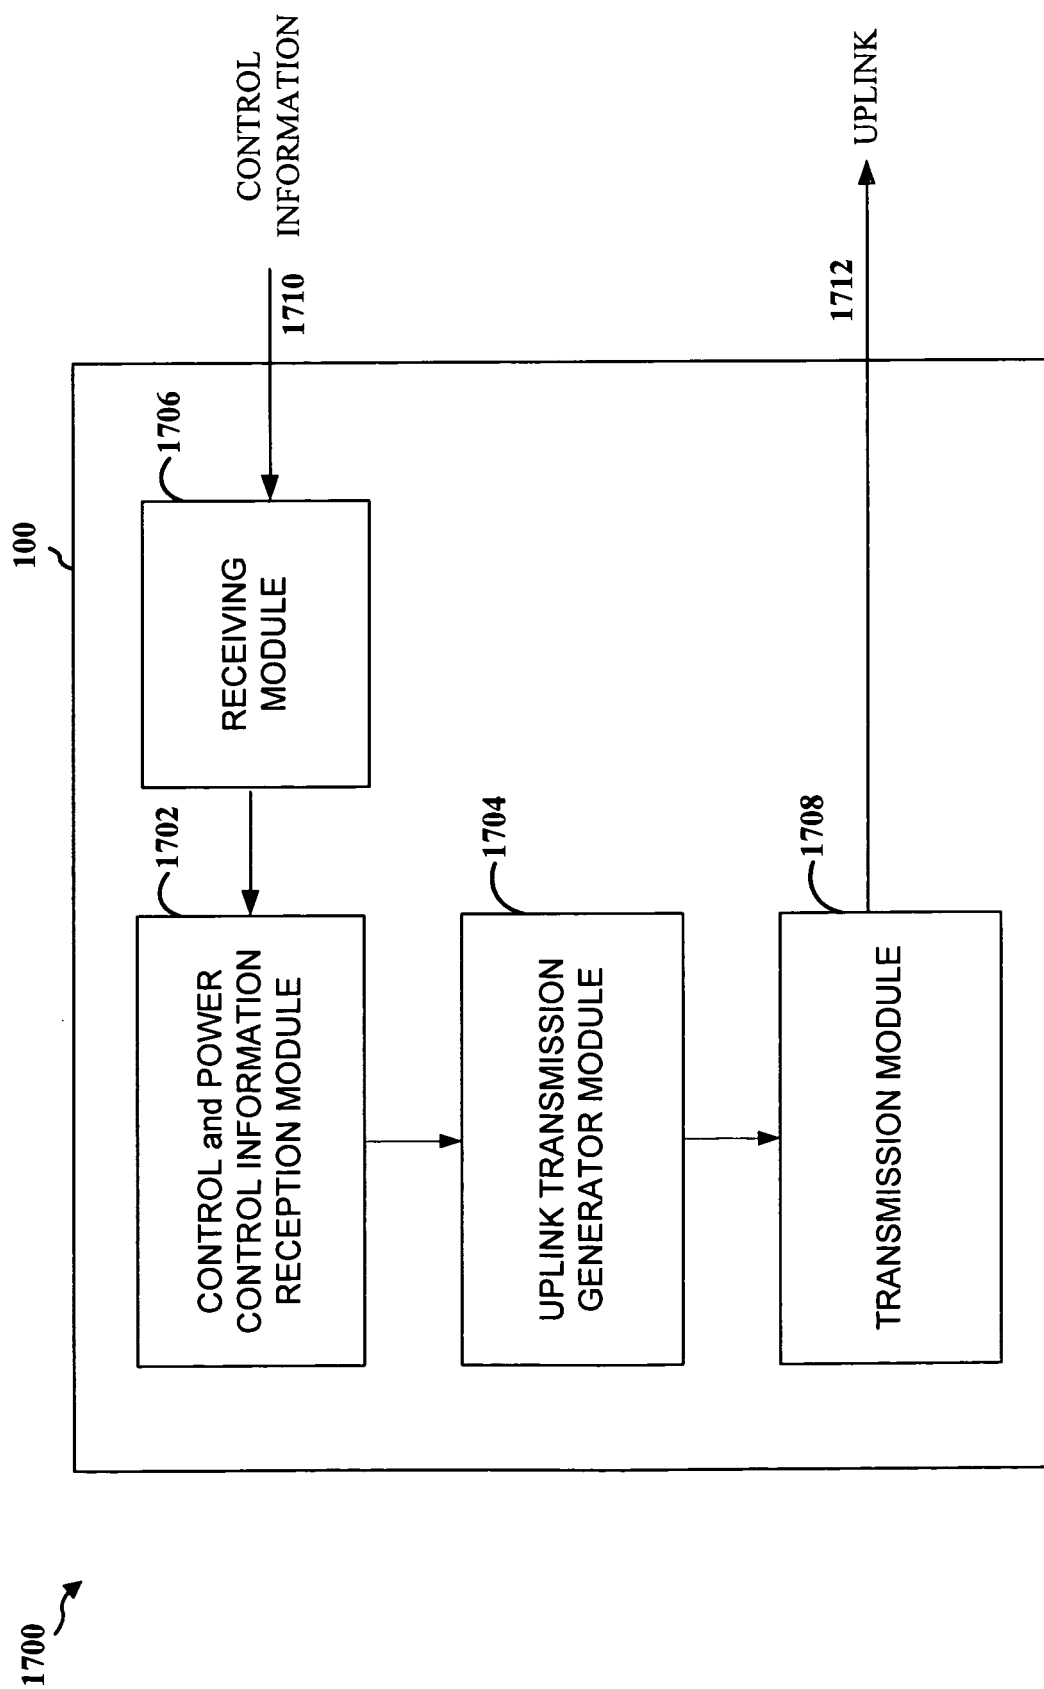 1700
100
CONTROL and POWER
CONTROL INFORMATION
RECEPTION MODULE
1702
RECEIVING
MODULE
1706
1710
CONTROL
INFORMATION
UPLINK TRANSMISSION
GENERATOR MODULE
1704
TRANSMISSION MODULE
1708
1712
UPLINK